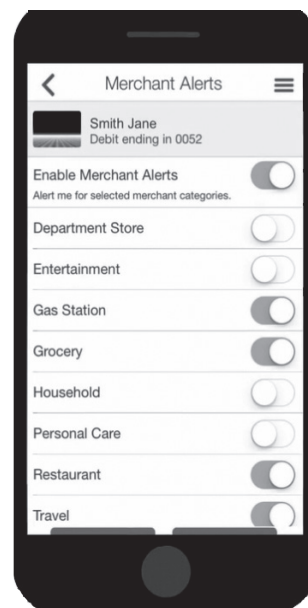 Merchant Alerts
Smith Jane
Debit ending in 0052
Enable Merchant Alerts
Alert me for selected merchant categories.
Department Store
Entertainment
Gas Station
Grocery
Household
Personal Care
Restaurant
Travel